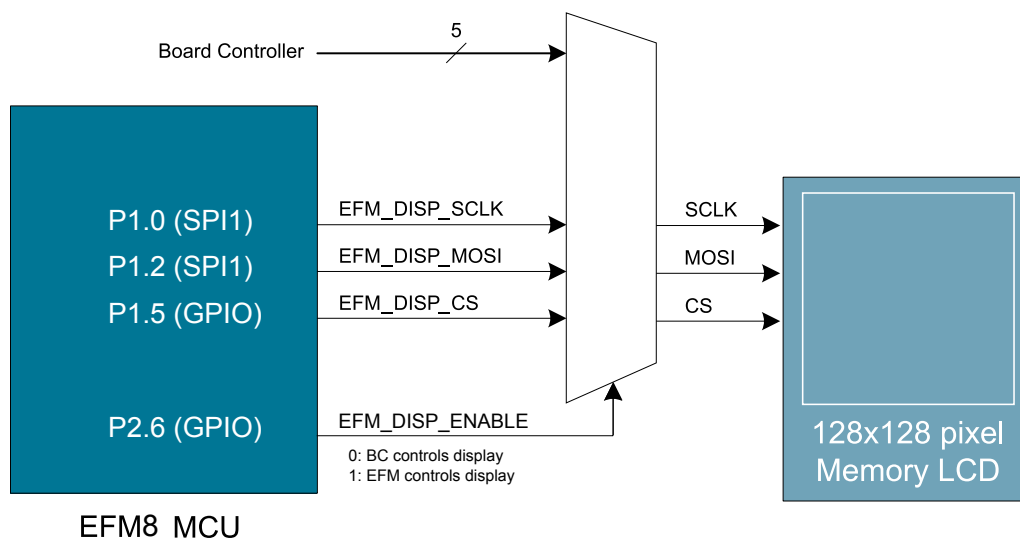 5
Board Controller
P1.0 (SPI1)
EFM_DISP_SCLK
SCLK
P1.2 (SPI1)
EFM_DISP_MOSI
MOSI
P1.5 (GPIO)
EFM_DISP_CS
CS
P2.6 (GPIO)
EFM_DISP_ENABLE
0: BC controls display
1: EFM controls display
128x128 pixel
Memory LCD
EFM8 MCU